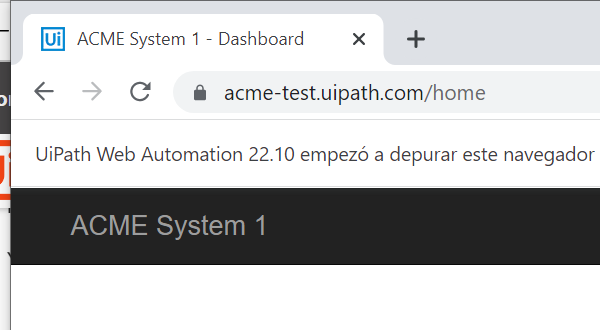 Ui ACME System 1 - Dashboard
acme-test.uipath.com/home
UiPath Web Automation 22.10 empezó a depurar este navegador
ACME System 1